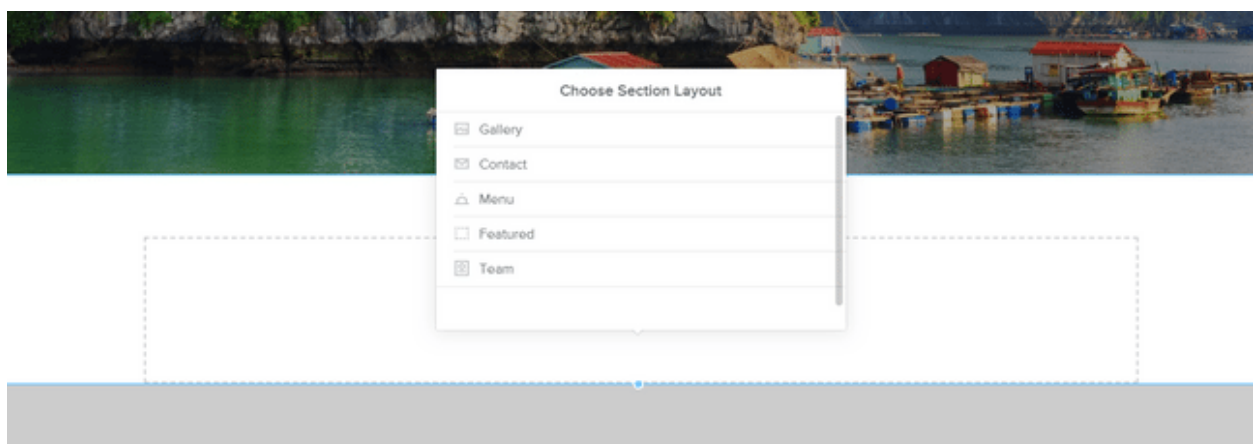 Choose Section Layout
Gallery
Contact
Menu
Featured
Team